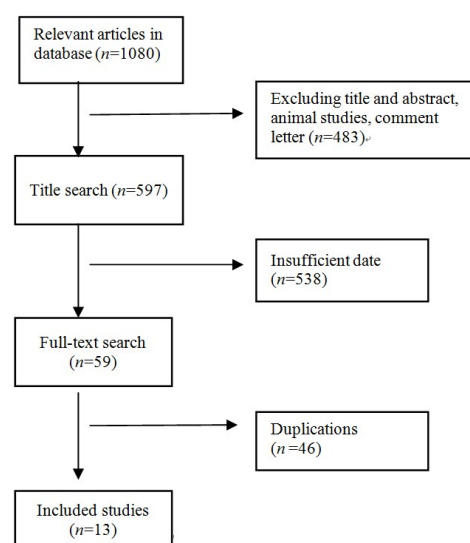 Relevant articles in
database (n=1080)
Excluding title and abstract,
animal studies, comment
letter (n=483)
Title search (n=597)
Insufficient date
(n=538)
Full-text search
(n=59)
Duplications
(n =46)
Included studies
(n=13)